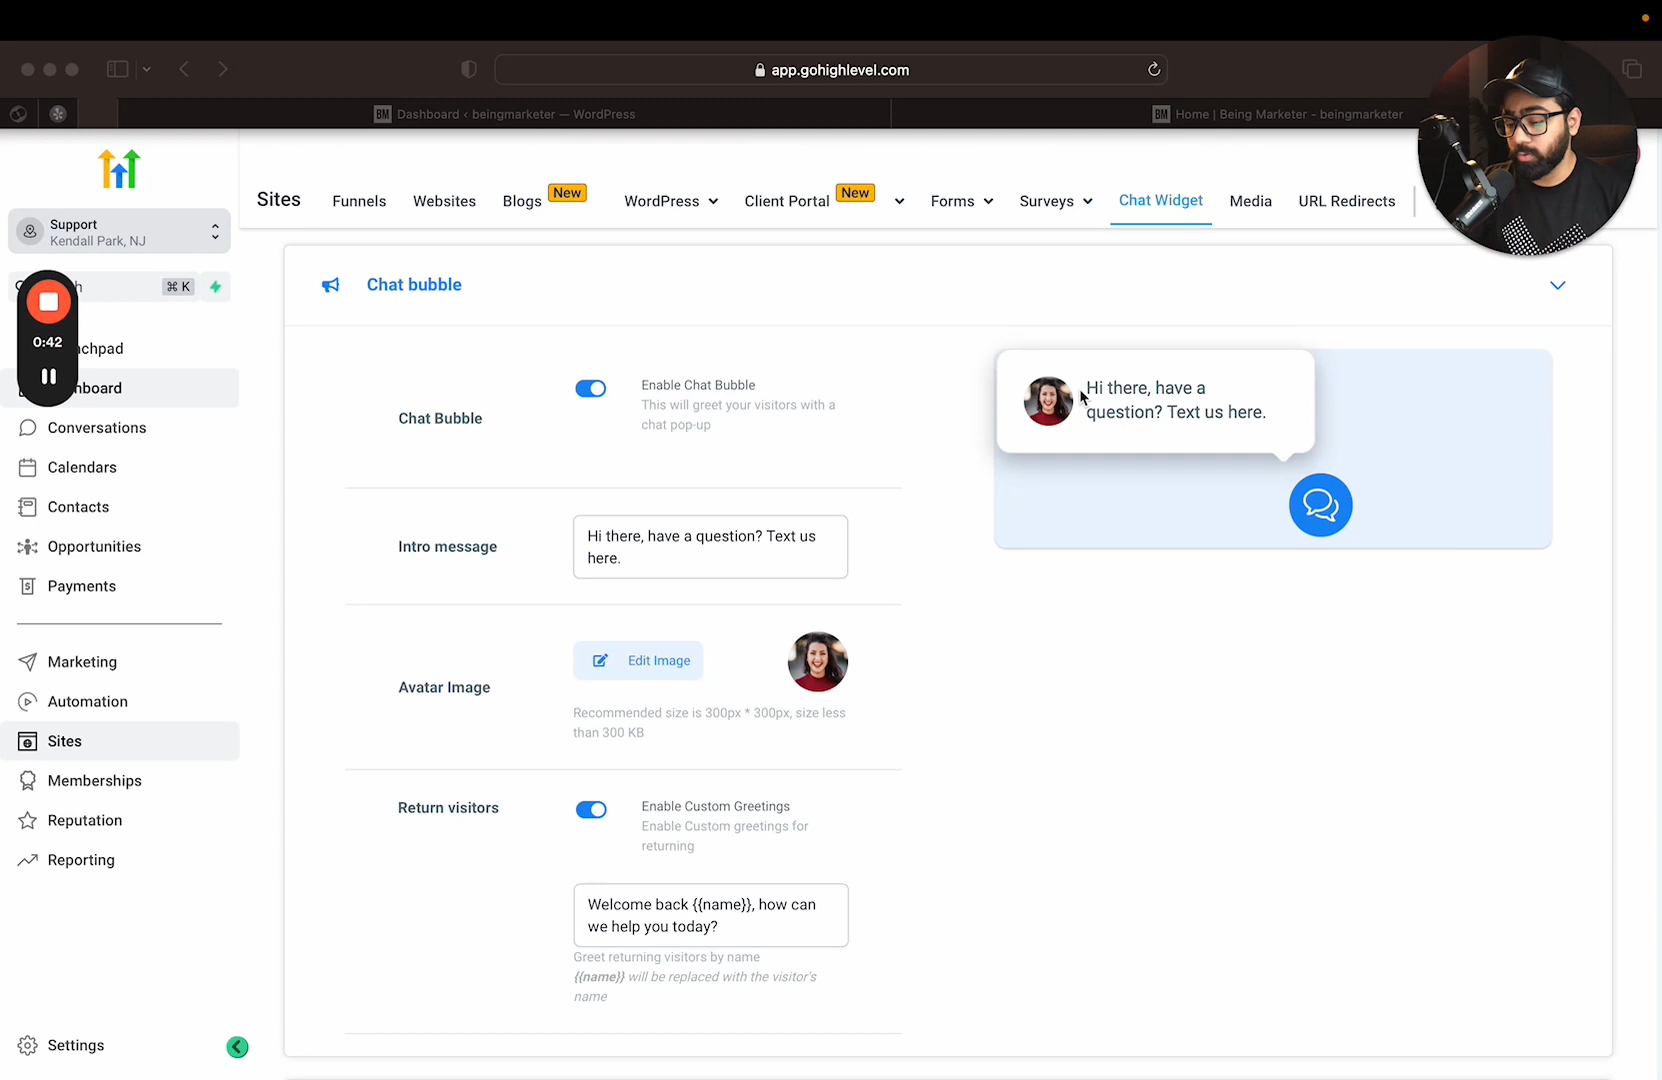 app.gohighlevel.com
BM Dashboard ‹ beingmarketer — WordPress
BM Home | Being Marketer - beingmarketer
Sites
Funnels
Websites
Blogs
New
WordPress
Client Portal
New
Forms
Surveys
Chat Widget
Media
URL Redirects
Support
Kendall Park, NJ
⌘ K
0:42
Conversations
Calendars
Contacts
Opportunities
Payments
Marketing
Automation
Sites
Memberships
Reputation
Reporting
Settings
Chat bubble
Chat Bubble
Enable Chat Bubble
This will greet your visitors with a
chat pop-up
Intro message
Hi there, have a question? Text us
here.
Avatar Image
Edit Image
Recommended size is 300px * 300px, size less
than 300 KB
Return visitors
Enable Custom Greetings
Enable Custom greetings for
returning
Welcome back {{name}}, how can
we help you today?
Greet returning visitors by name
{{name}} will be replaced with the visitor's
name
Hi there, have a
question? Text us here.